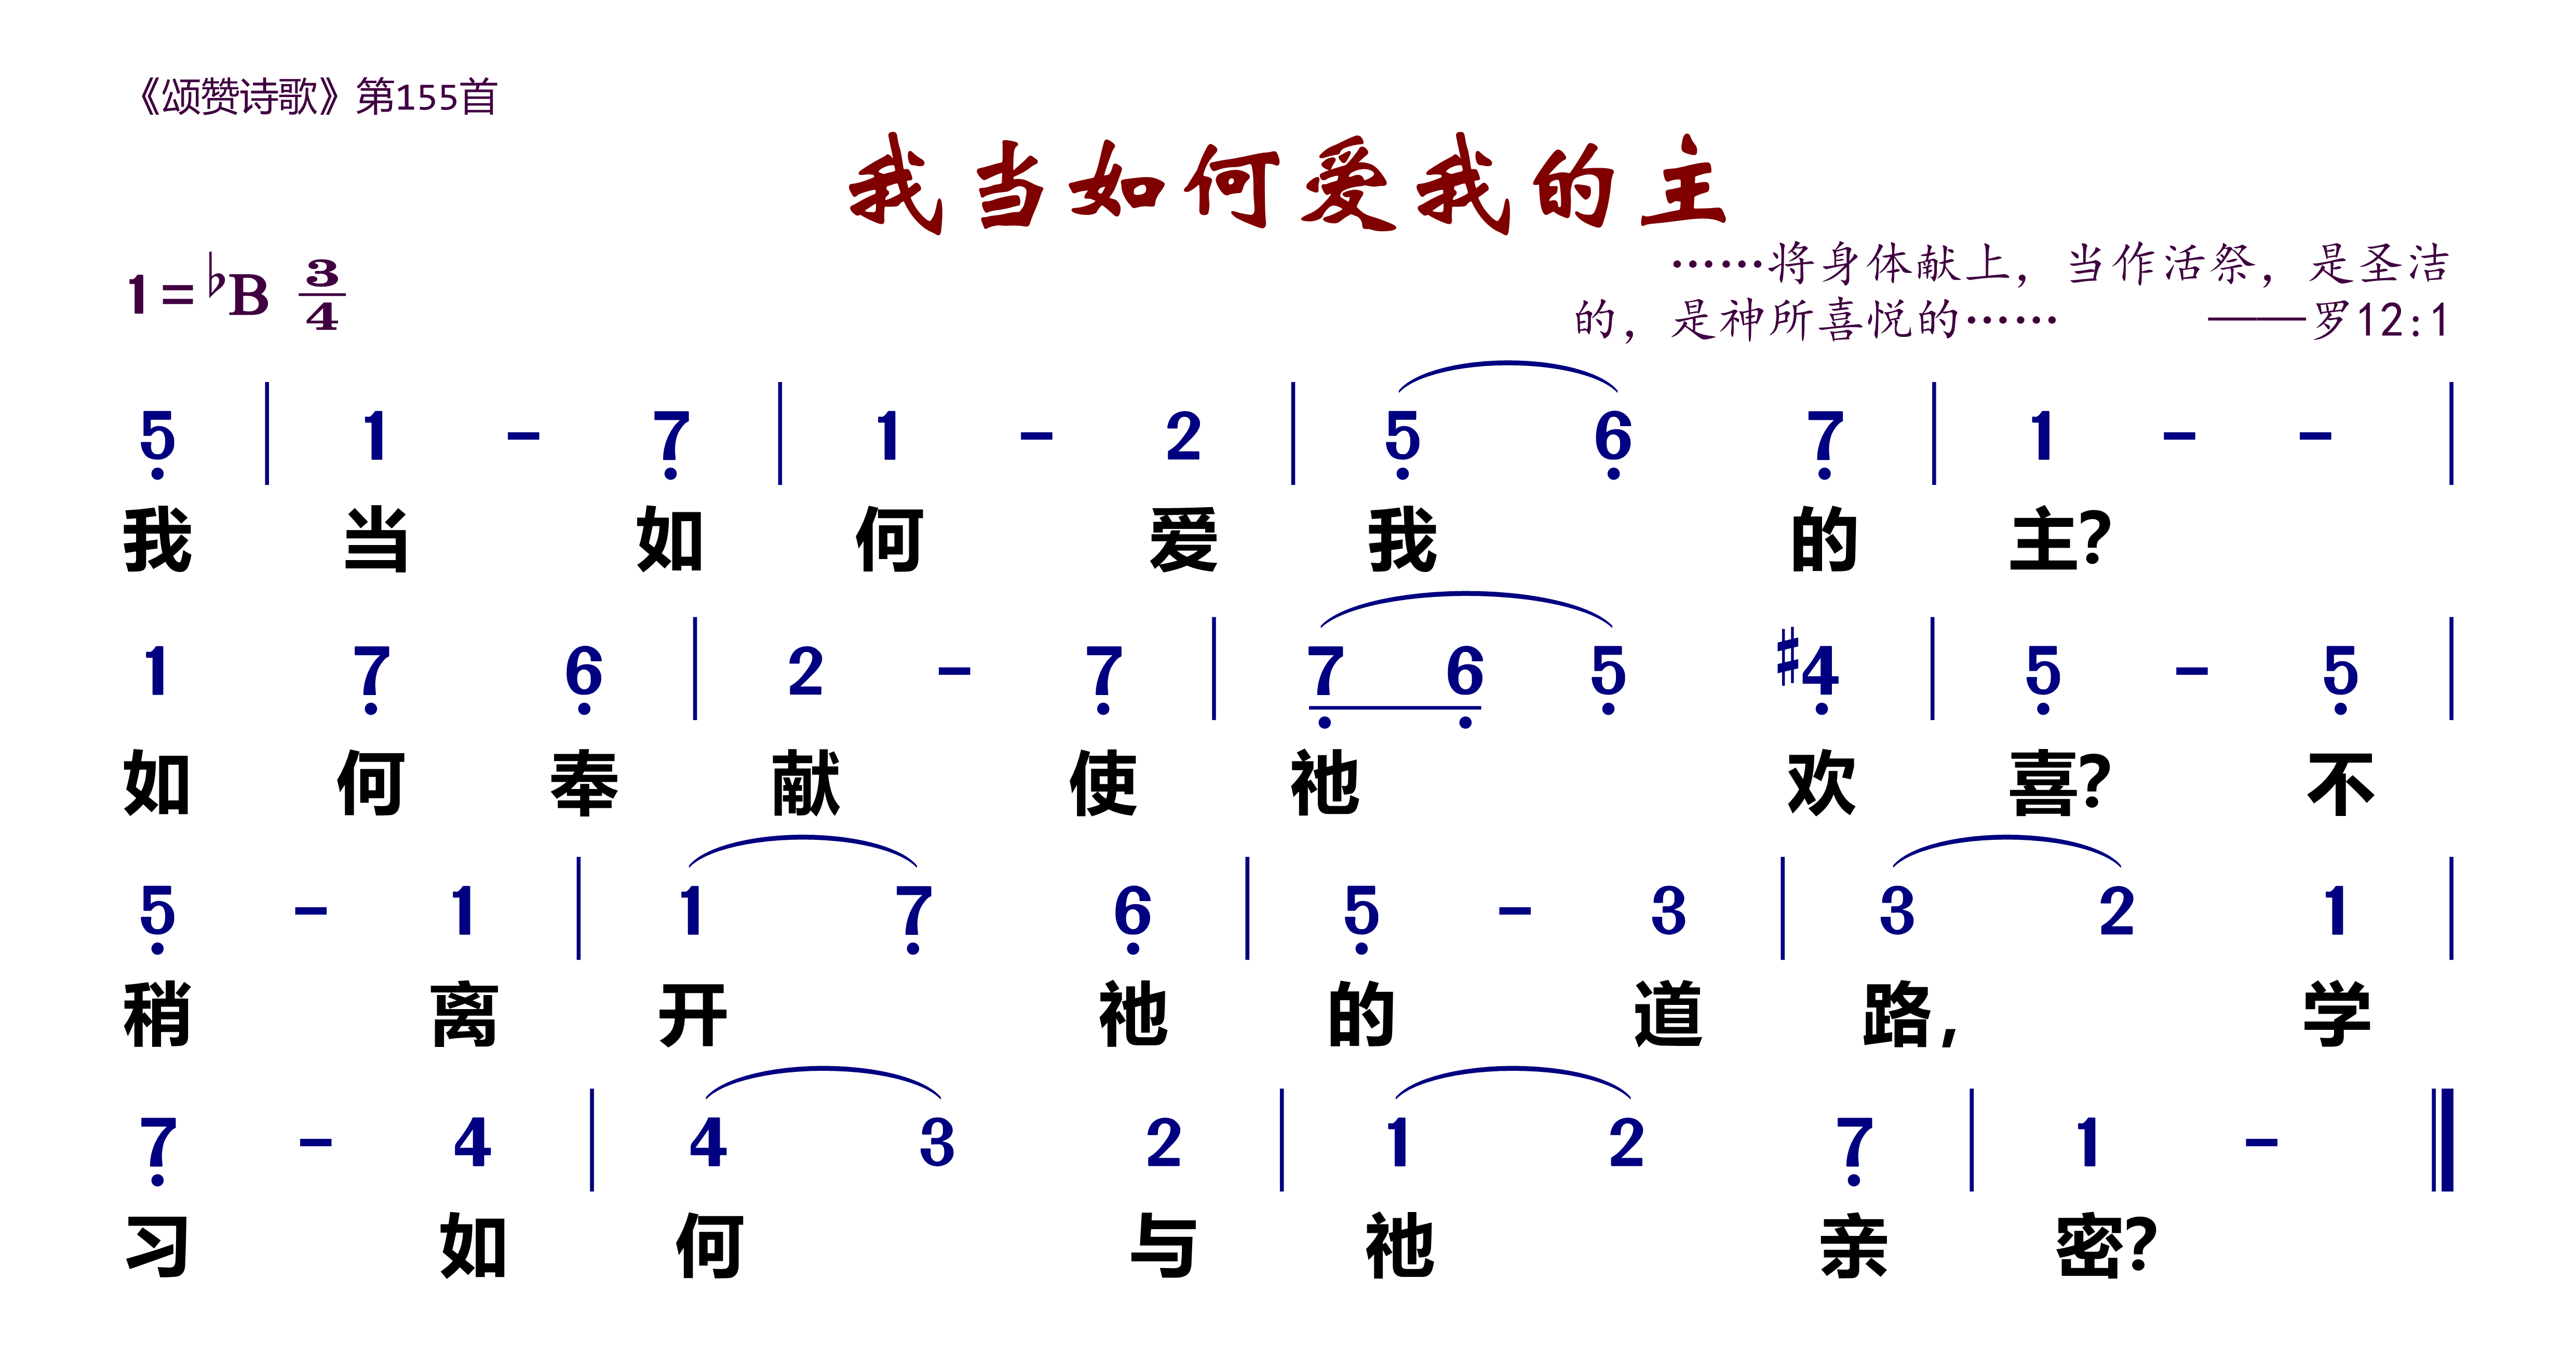 《颂赞诗歌》第155首
我当如何爱我的主
1=♭B 3/4
……将身体献上，当作活祭，是圣洁
的，是神所喜悦的…… ——罗12:1
5̣ | 1 - 7̣ | 1 - 2 | 5̣ 6̣ 7̣ | 1 - - |
我 当 如 何 爱 我 的 主？
1 7̣ 6̣ | 2 - 7̣ | 7̣ 6̣ 5̣ ♯4̣ | 5̣ - 5̣ |
如 何 奉 献 使 祂 欢 喜？ 不
5̣ - 1 | 1 7̣ 6̣ | 5̣ - 3 | 3 2 1 |
稍 离 开 祂 的 道 路， 学
7̣ - 4 | 4 3 2 | 1 2 7̣ | 1 - ‖
习 如 何 与 祂 亲 密？